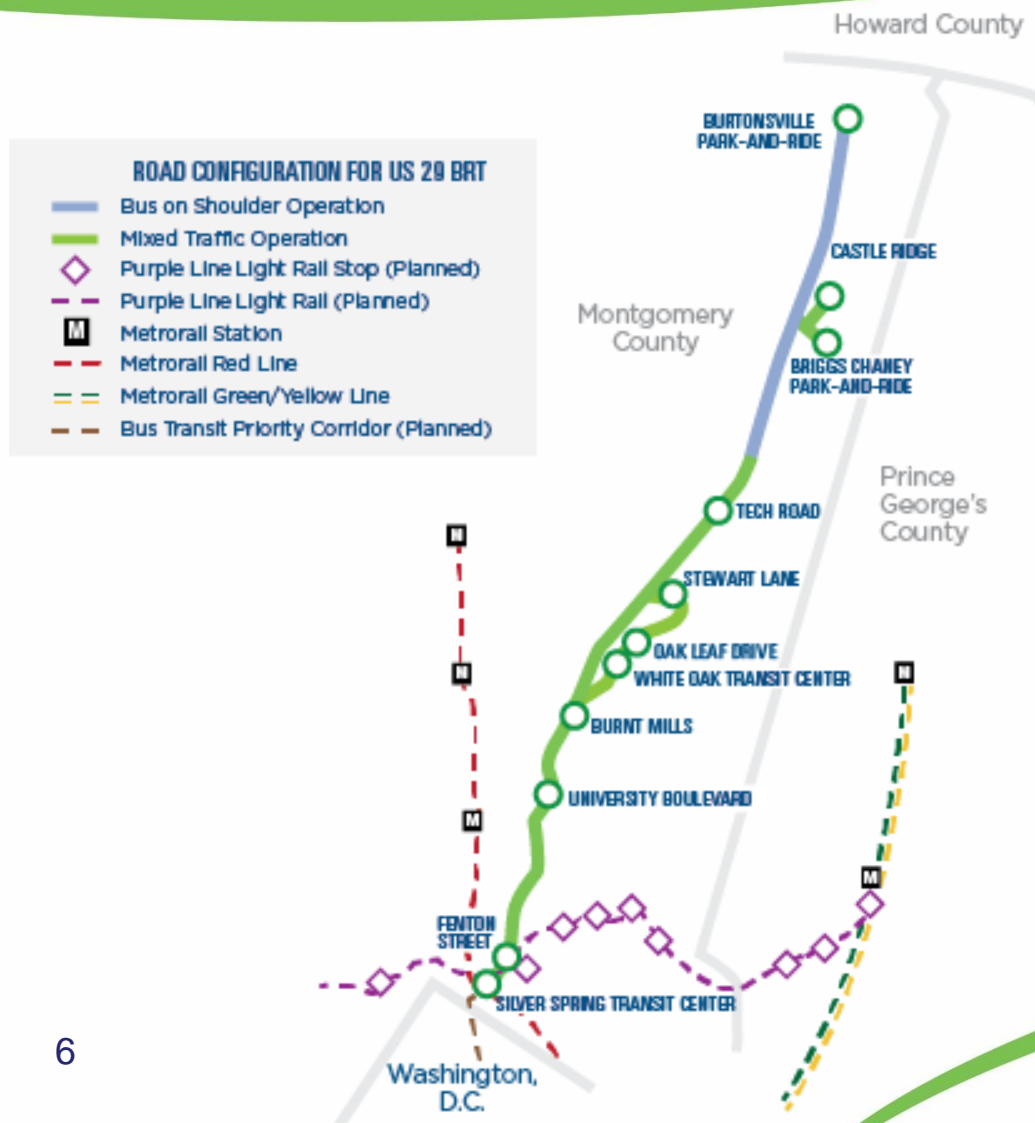 Howard County
BURTONSVILLE
PARK-AND-RIDE
ROAD CONFIGURATION FOR US 29 BRT
Bus on Shoulder Operation
Mixed Traffic Operation
Purple Line Light Rail Stop (Planned)
Purple Line Light Rail (Planned)
M
Metrorail Station
Metrorail Red Line
Metrorail Green/Yellow Line
Bus Transit Priority Corridor (Planned)
CASTLE RIDGE
Montgomery
County
BRIGGS CHANEY
PARK-AND-RIDE
Prince
George's
County
TECH ROAD
M
STEWART LANE
OAK LEAF DRIVE
WHITE OAK TRANSIT CENTER
M
M
BURNT MILLS
UNIVERSITY BOULEVARD
M
M
FENTON
STREET
SILVER SPRING TRANSIT CENTER
6
Washington,
D.C.